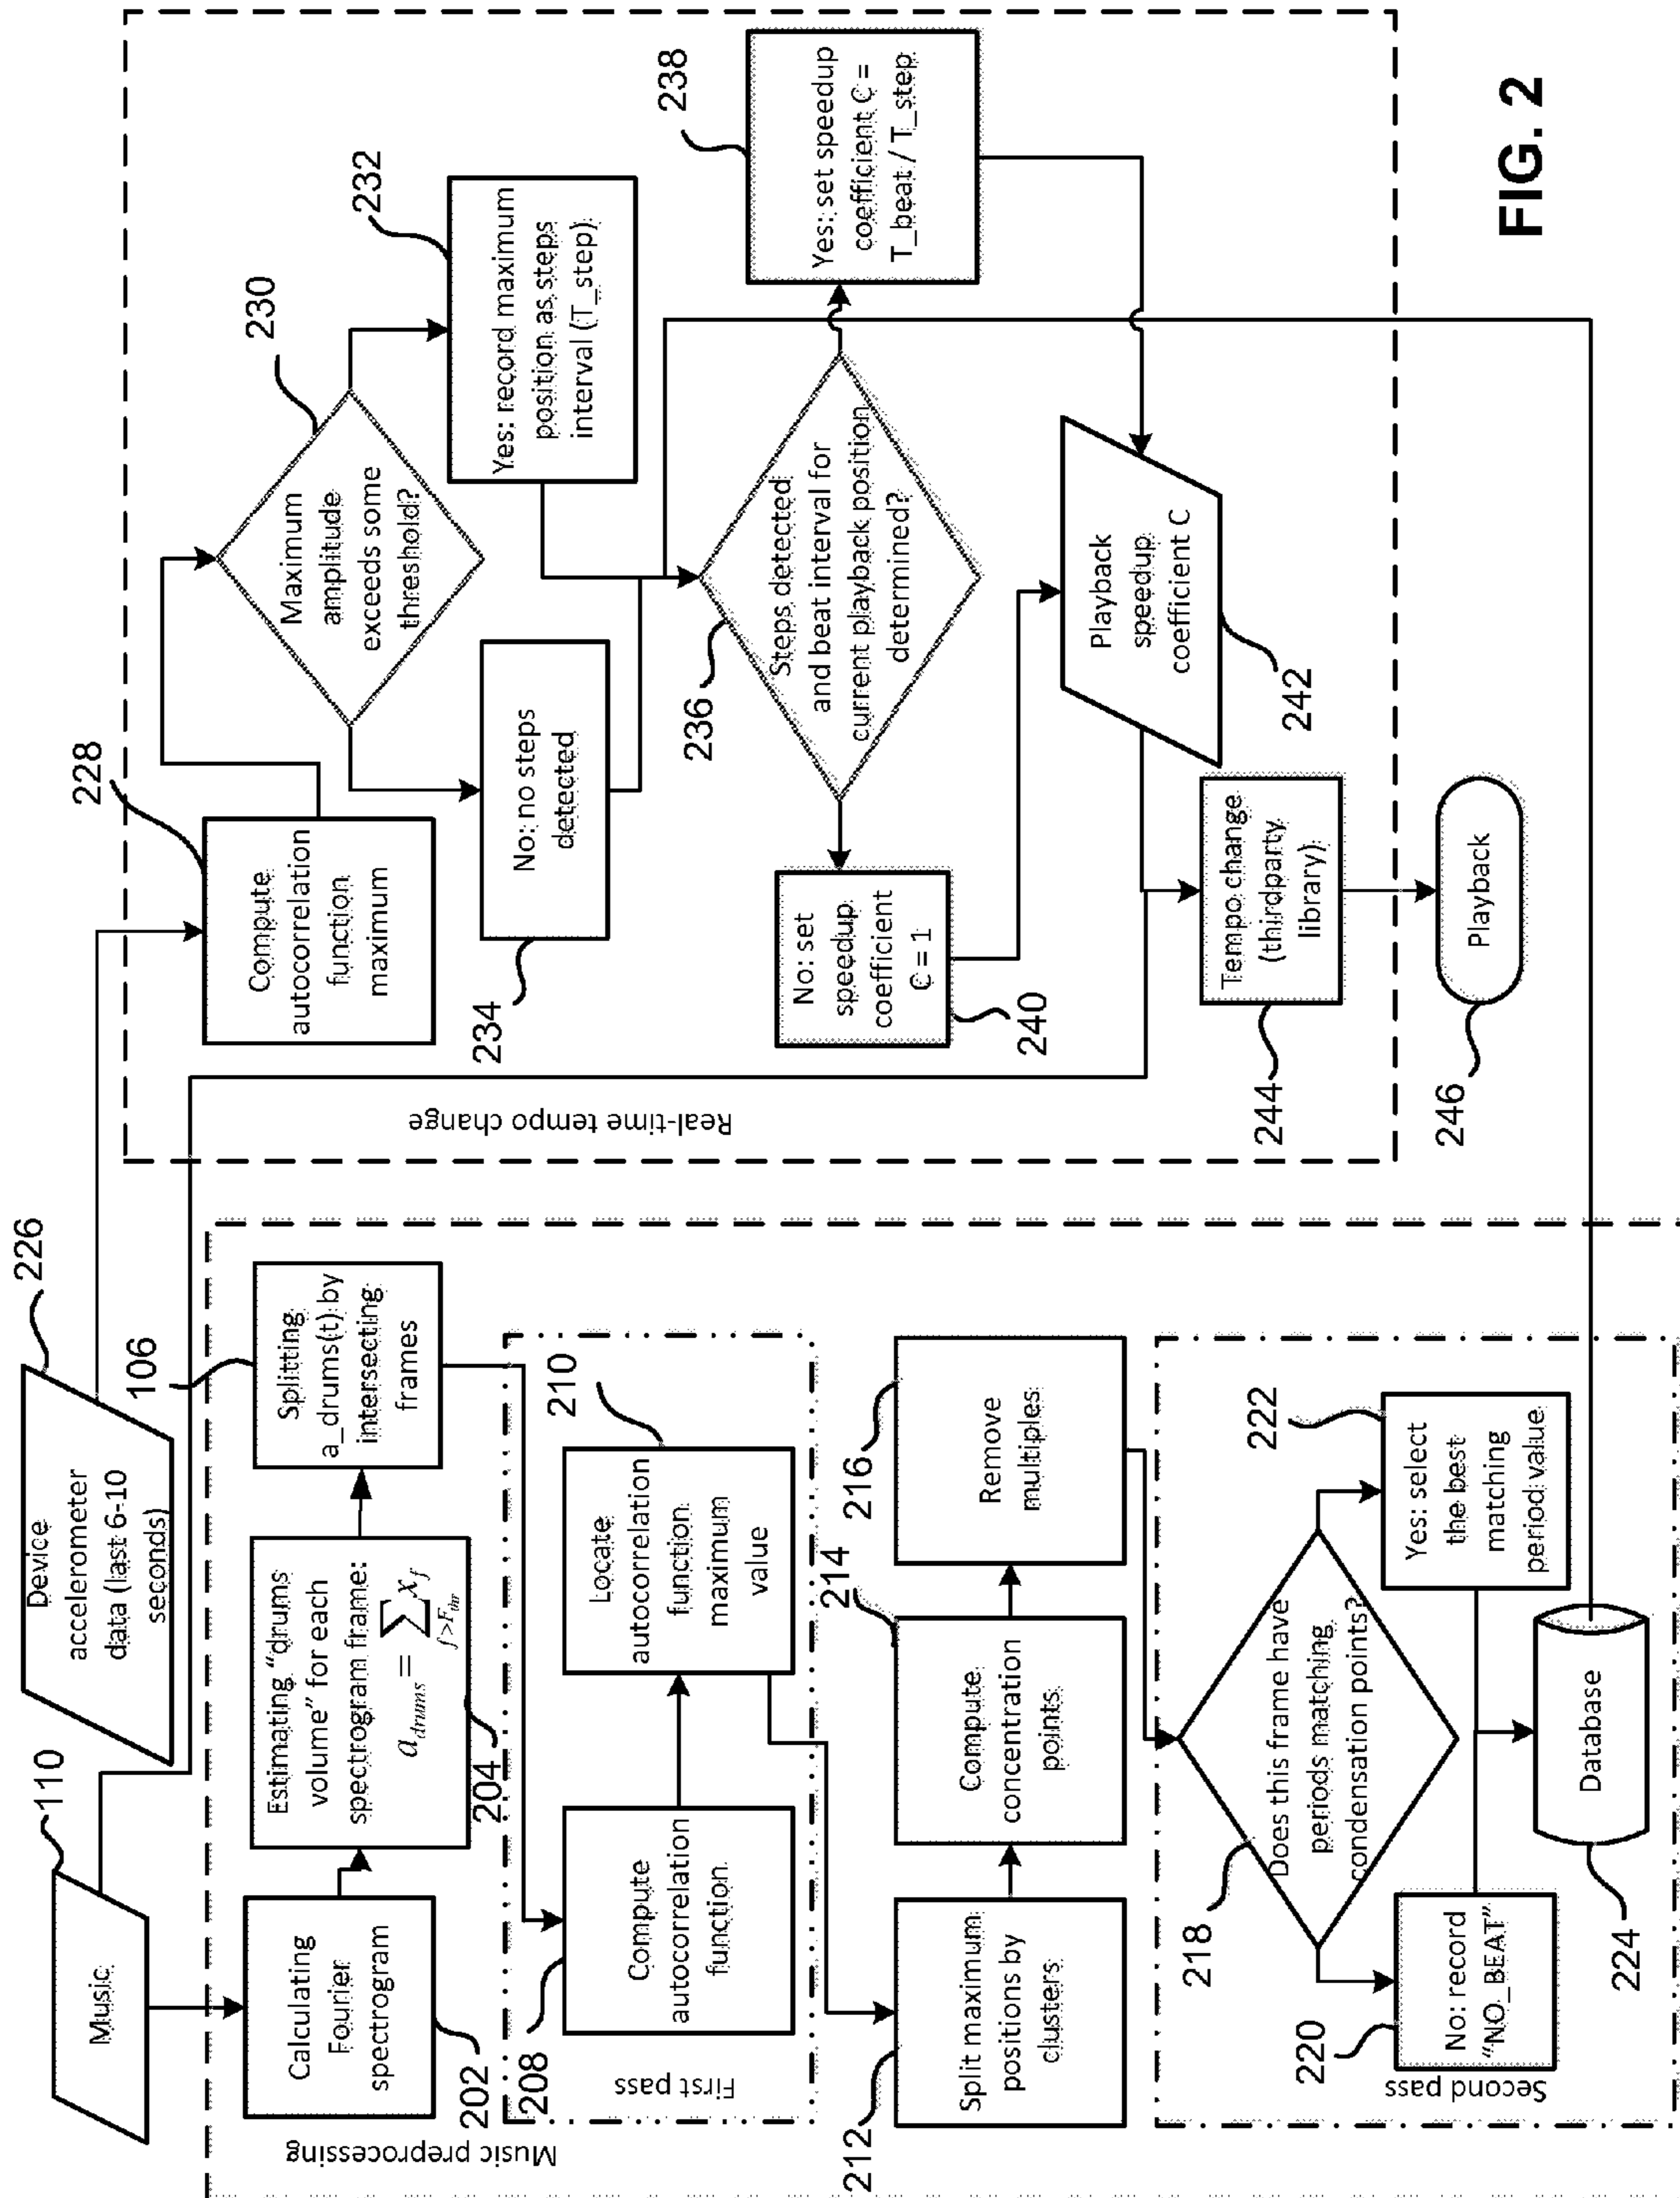 110
Music
226
Device
accelerometer
data (last 6-10
seconds)
Music preprocessing
202
Calculating
Fourier
spectrogram
204
Estimating "drums
volume" for each
spectrogram frame:
a_drums = ∑_{f>F_thr} x_f
106
Splitting
a_drums(t) by
intersecting
frames
First pass
208
Compute
autocorrelation
function
210
Locate
autocorrelation
function
maximum
value
212
Split maximum
positions by
clusters
214
Compute
concentration
points
216
Remove
multiples
Second pass
218
Does this frame have
periods matching
condensation points?
220
No: record
"NO_BEAT"
222
Yes: select
the best
matching
period value
224
Database
Real-time tempo change
228
Compute
autocorrelation
function
maximum
230
Maximum
amplitude
exceeds some
threshold?
232
Yes: record maximum
position as steps
interval (T_step)
234
No: no steps
detected
236
Steps detected
and beat interval for
current playback position
determined?
238
Yes: set speedup
coefficient C =
T_beat / T_step
240
No: set
speedup
coefficient
C = 1
242
Playback
speedup
coefficient C
244
Tempo change
(thirdparty
library)
246
Playback
FIG. 2